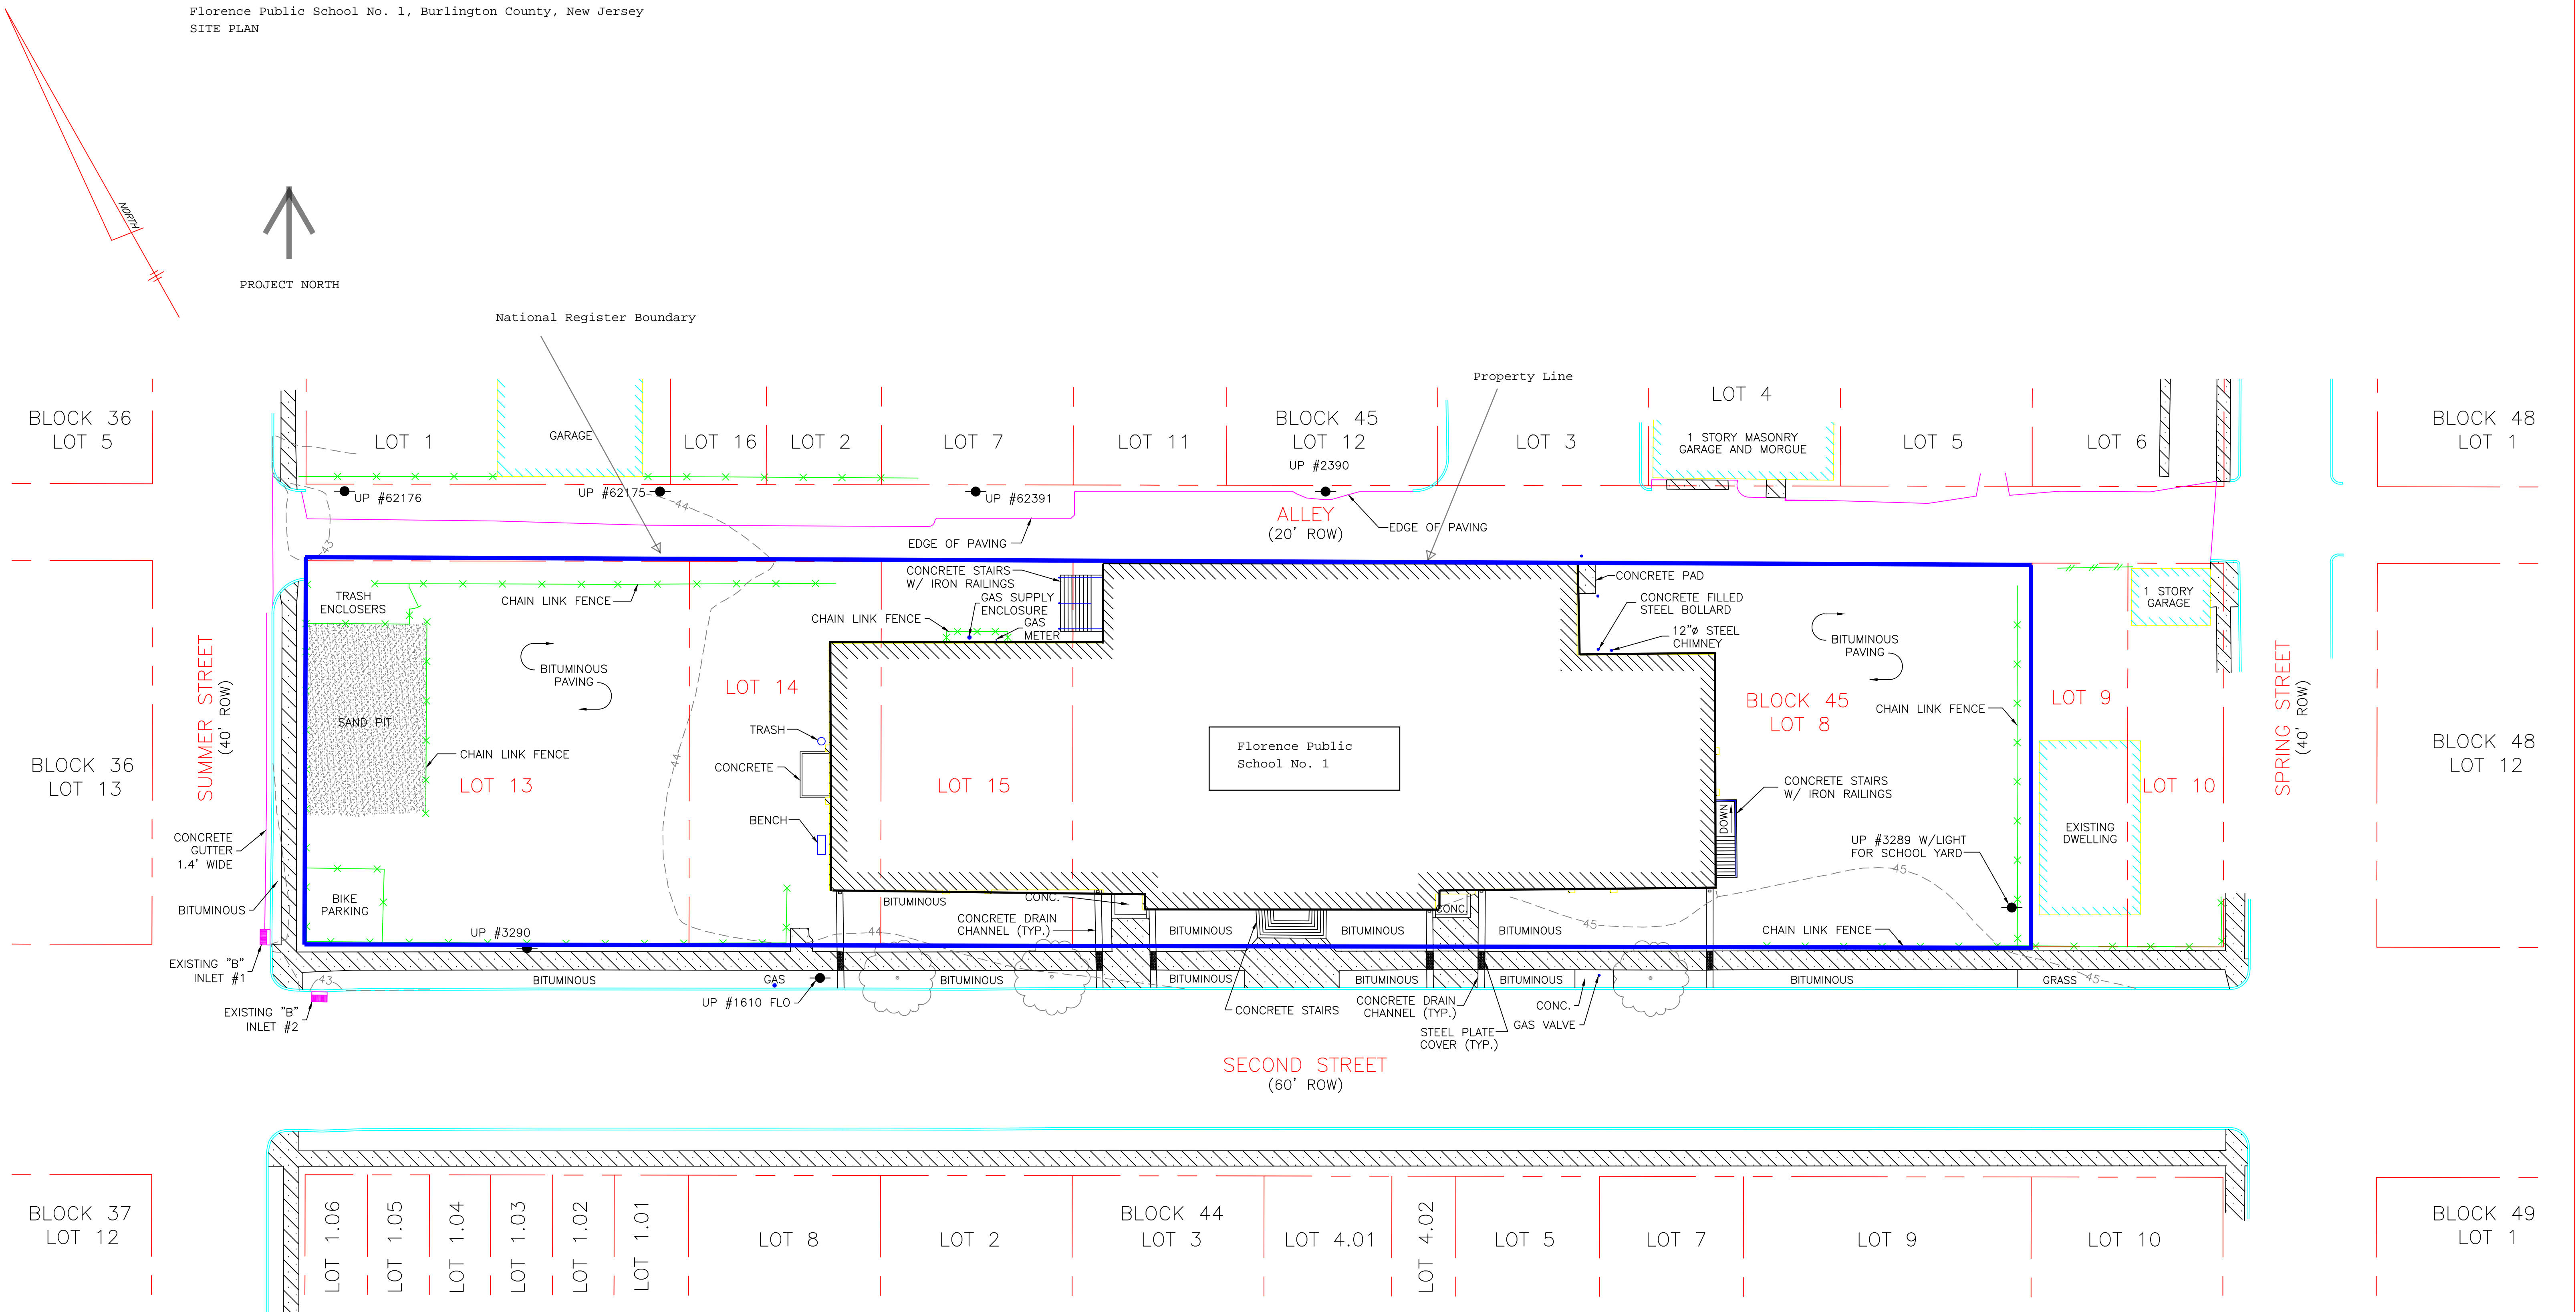 Florence Public School No. 1, Burlington County, New Jersey
SITE PLAN
NORTH
PROJECT NORTH
National Register Boundary
Property Line
BLOCK 36
LOT 5
LOT 1
GARAGE
LOT 16
LOT 2
LOT 7
LOT 11
BLOCK 45
LOT 12
UP #2390
LOT 3
LOT 4
1 STORY MASONRY
GARAGE AND MORGUE
LOT 5
LOT 6
BLOCK 48
LOT 1
UP #62176
UP #62175
44
UP #62391
ALLEY
(20' ROW)
EDGE OF PAVING
EDGE OF PAVING
43
TRASH
ENCLOSERS
CHAIN LINK FENCE
CONCRETE STAIRS
W/ IRON RAILINGS
GAS SUPPLY
ENCLOSURE
CHAIN LINK FENCE
GAS
METER
CONCRETE PAD
CONCRETE FILLED
STEEL BOLLARD
12"ø STEEL
CHIMNEY
BITUMINOUS
PAVING
1 STORY
GARAGE
SUMMER STREET
(40' ROW)
BITUMINOUS
PAVING
SAND PIT
CHAIN LINK FENCE
LOT 13
LOT 14
44
TRASH
CONCRETE
BENCH
LOT 15
Florence Public
School No. 1
BLOCK 45
LOT 8
CHAIN LINK FENCE
LOT 9
LOT 10
SPRING STREET
(40' ROW)
BLOCK 36
LOT 13
BLOCK 48
LOT 12
CONCRETE STAIRS
W/ IRON RAILINGS
DOWN
UP #3289 W/LIGHT
FOR SCHOOL YARD
EXISTING
DWELLING
CONCRETE
GUTTER
1.4' WIDE
BITUMINOUS
BIKE
PARKING
UP #3290
BITUMINOUS
CONC.
CONCRETE DRAIN
CHANNEL (TYP.)
44
BITUMINOUS
BITUMINOUS
CONC.
BITUMINOUS
45
45
CHAIN LINK FENCE
EXISTING "B"
INLET #1
43
BITUMINOUS
GAS
UP #1610 FLO
BITUMINOUS
BITUMINOUS
BITUMINOUS
BITUMINOUS
BITUMINOUS
GRASS
45
EXISTING "B"
INLET #2
CONCRETE STAIRS
CONCRETE DRAIN
CHANNEL (TYP.)
STEEL PLATE
COVER (TYP.)
CONC.
GAS VALVE
SECOND STREET
(60' ROW)
BLOCK 37
LOT 12
LOT 1.06
LOT 1.05
LOT 1.04
LOT 1.03
LOT 1.02
LOT 1.01
LOT 8
LOT 2
BLOCK 44
LOT 3
LOT 4.01
LOT 4.02
LOT 5
LOT 7
LOT 9
LOT 10
BLOCK 49
LOT 1